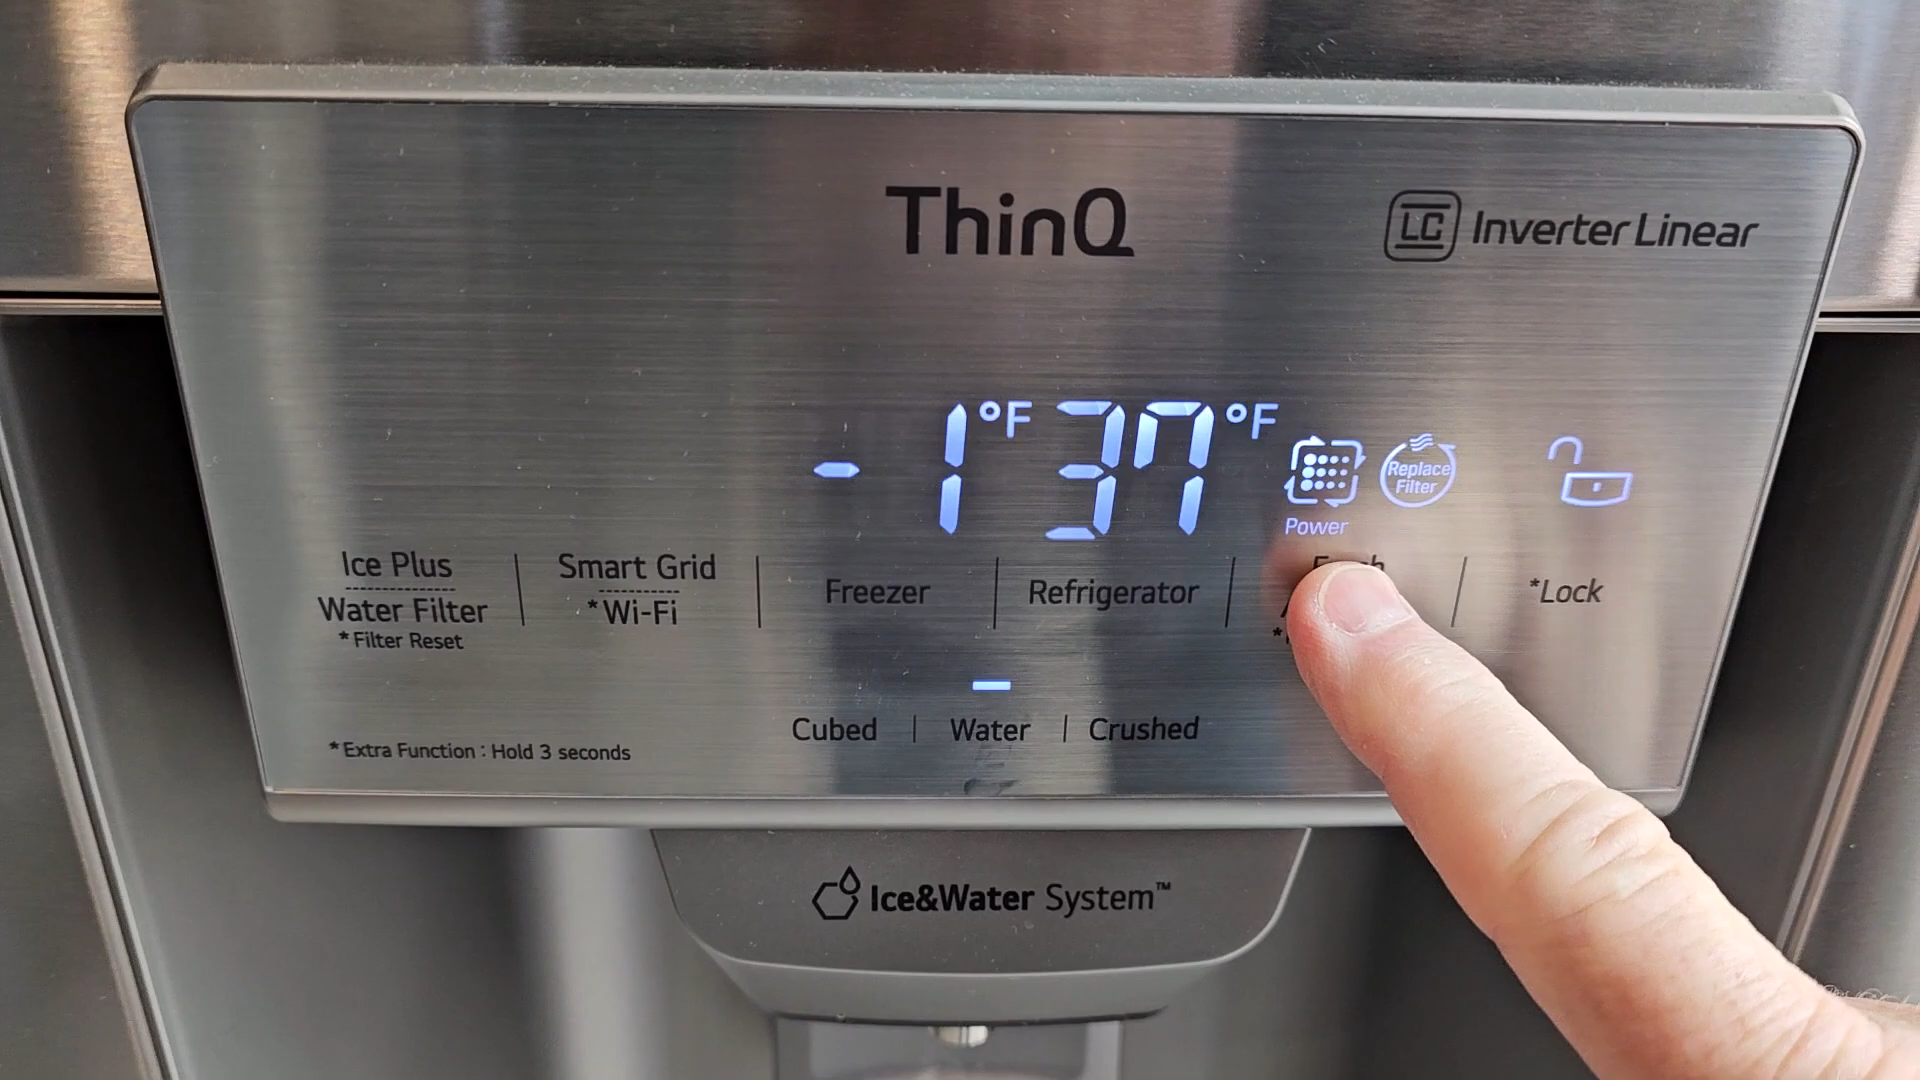 ThinQ
LC Inverter Linear
-1°F 37°F
Replace
Filter
Power
Ice Plus
Water Filter
*Filter Reset
Smart Grid
*Wi-Fi
Freezer
Refrigerator
*Lock
Cubed | Water | Crushed
*Extra Function : Hold 3 seconds
Ice&Water System™